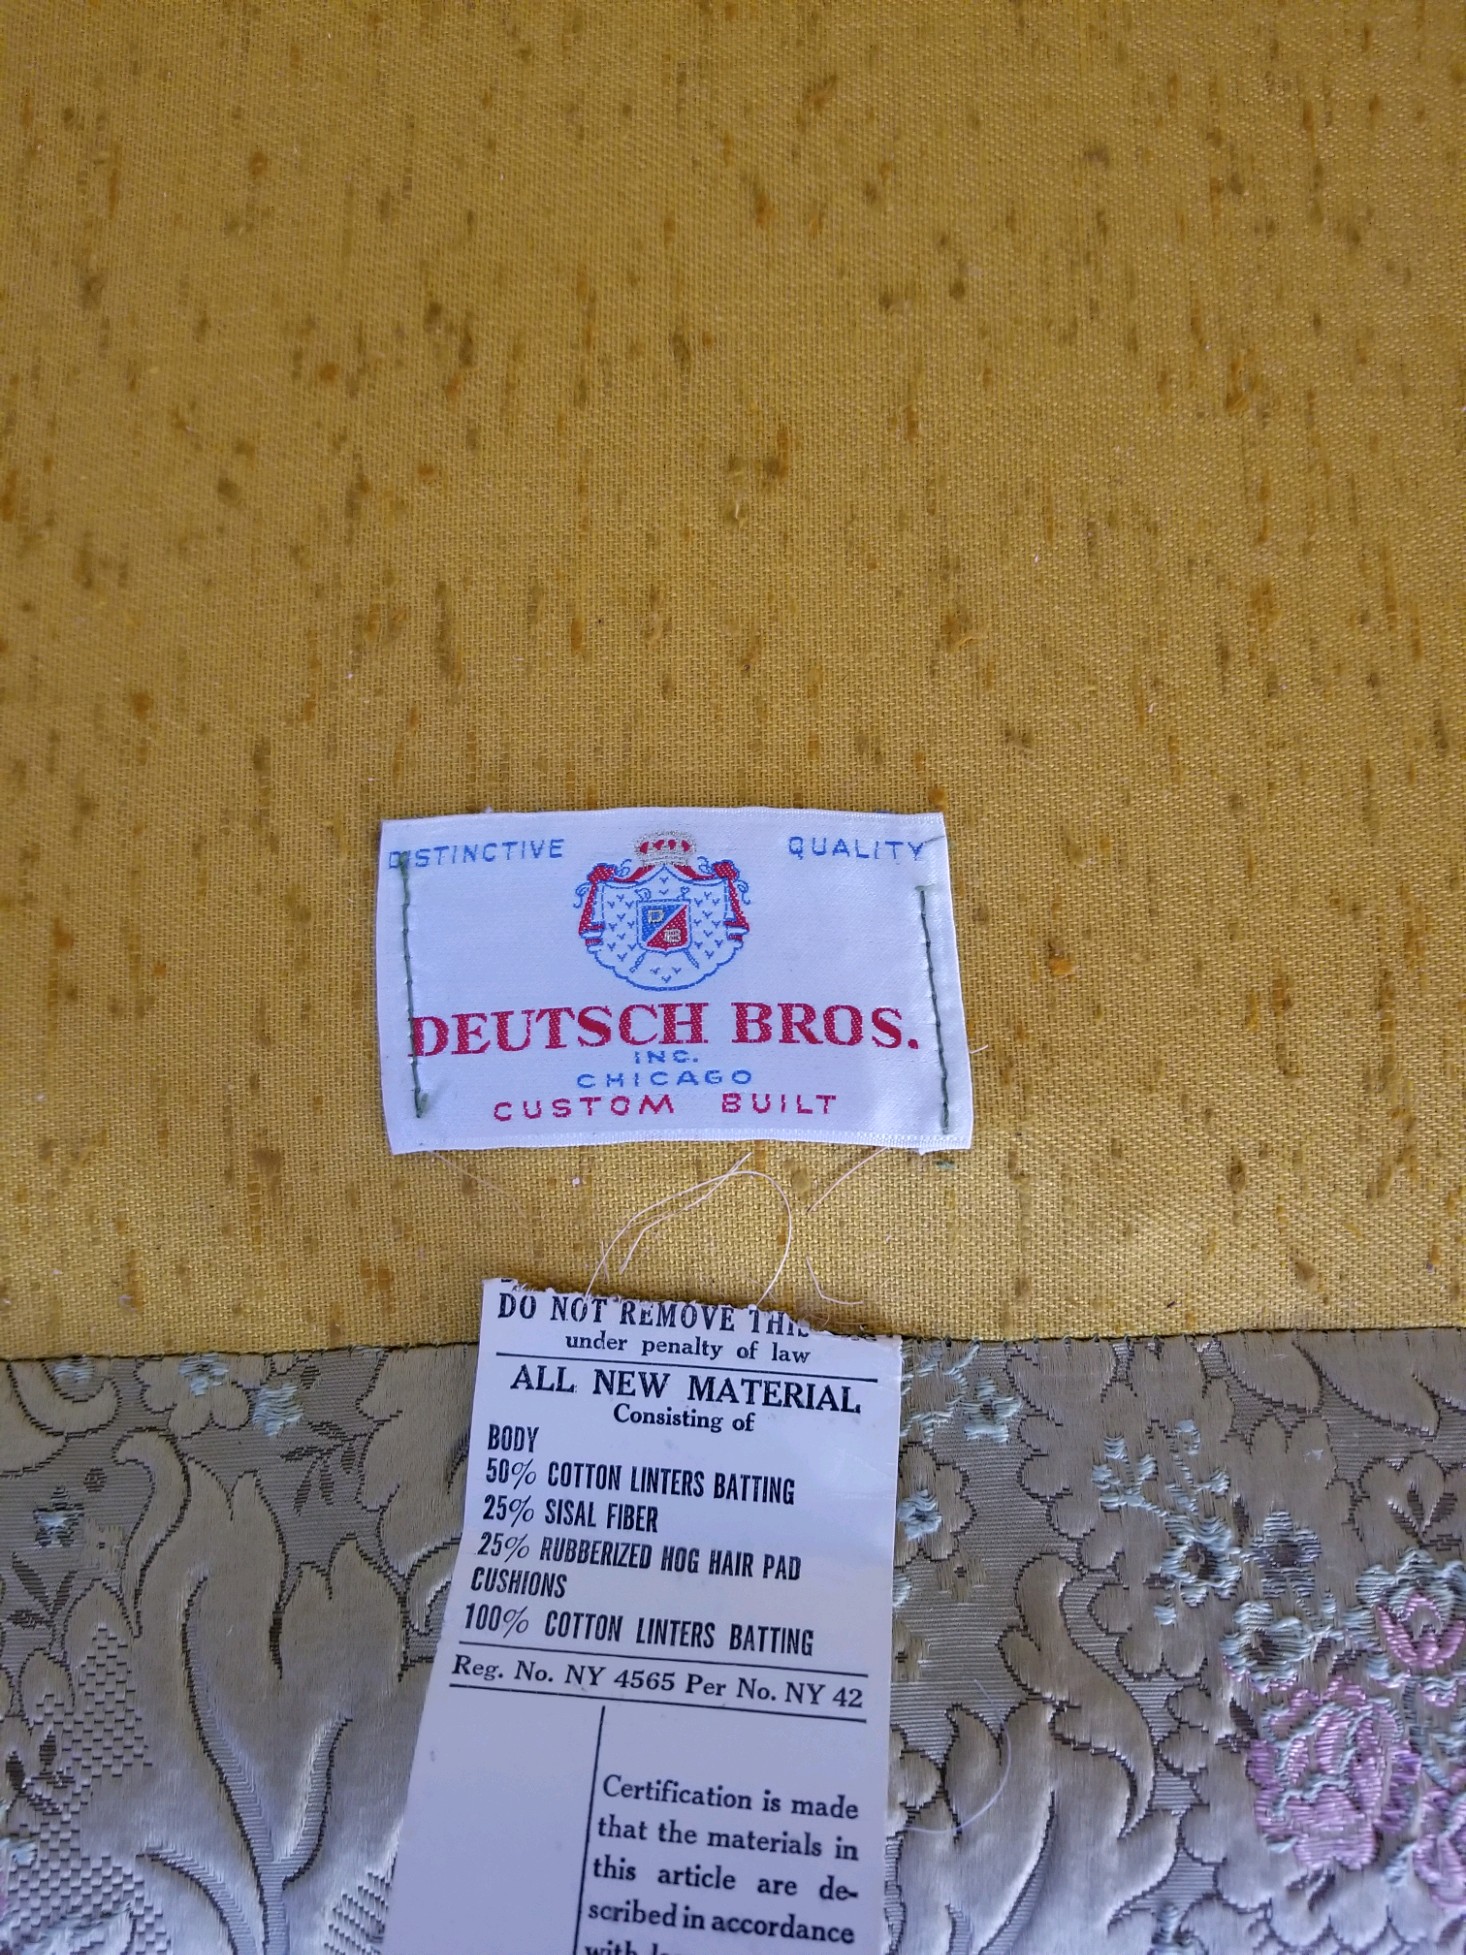 DISTINCTIVE QUALITY
D
B
DEUTSCH BROS.
INC.
CHICAGO
CUSTOM BUILT
DO NOT REMOVE THIS
under penalty of law
ALL NEW MATERIAL
Consisting of
BODY
50% COTTON LINTERS BATTING
25% SISAL FIBER
25% RUBBERIZED HOG HAIR PAD
CUSHIONS
100% COTTON LINTERS BATTING
Reg. No. NY 4565 Per No. NY 42
Certification is made
that the materials in
this article are de-
scribed in accordance
with